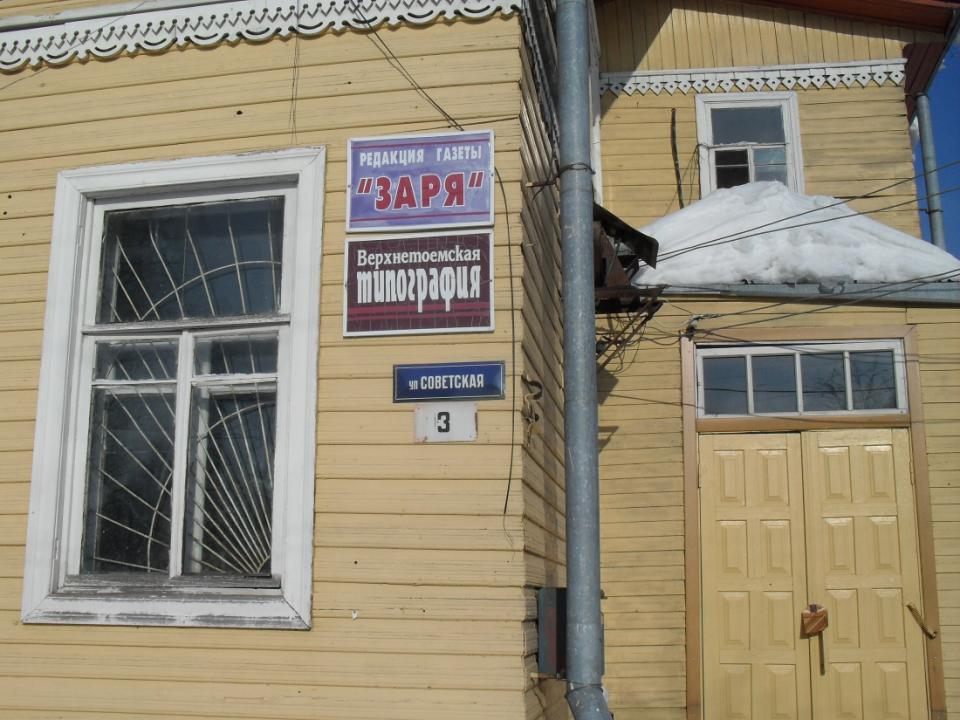 РЕДАКЦИЯ ГАЗЕТЫ
"ЗАРЯ"
Верхнетоемская
типография
ул СОВЕТСКАЯ
3